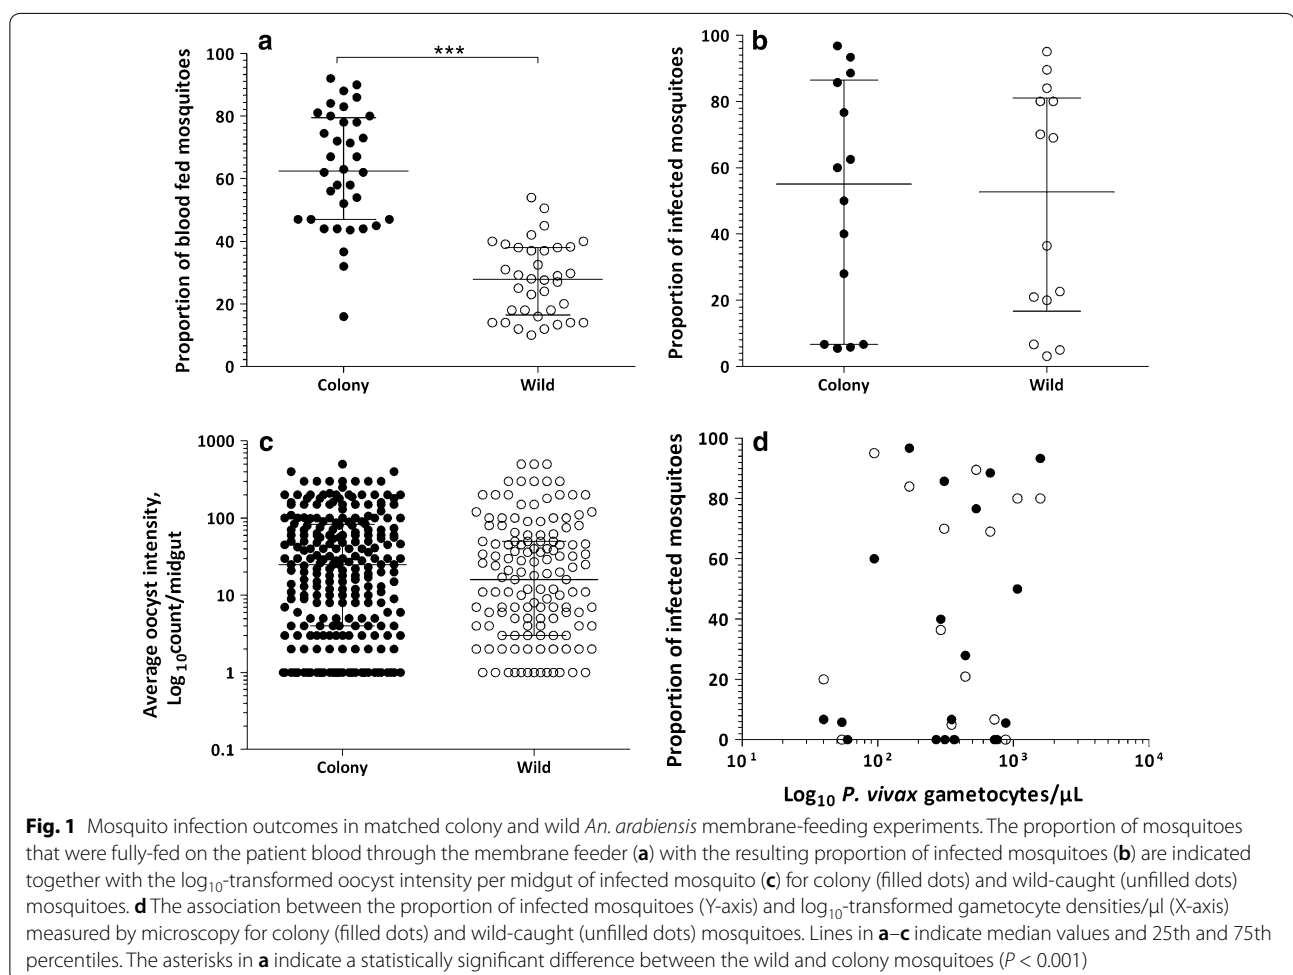 a
***
Proportion of blood fed mosquitoes
100
80
60
40
20
0
Colony
Wild
b
Proportion of infected mosquitoes
100
80
60
40
20
0
Colony
Wild
c
Average oocyst intensity,
Log10count/midgut
1000
100
10
1
0.1
Colony
Wild
d
Proportion of infected mosquitoes
100
80
60
40
20
0
10^1
10^2
10^3
10^4
Log10 P. vivax gametocytes/µL
Fig. 1 Mosquito infection outcomes in matched colony and wild An. arabiensis membrane-feeding experiments. The proportion of mosquitoes
that were fully-fed on the patient blood through the membrane feeder (a) with the resulting proportion of infected mosquitoes (b) are indicated
together with the log10-transformed oocyst intensity per midgut of infected mosquito (c) for colony (filled dots) and wild-caught (unfilled dots)
mosquitoes. d The association between the proportion of infected mosquitoes (Y-axis) and log10-transformed gametocyte densities/µl (X-axis)
measured by microscopy for colony (filled dots) and wild-caught (unfilled dots) mosquitoes. Lines in a–c indicate median values and 25th and 75th
percentiles. The asterisks in a indicate a statistically significant difference between the wild and colony mosquitoes (P < 0.001)